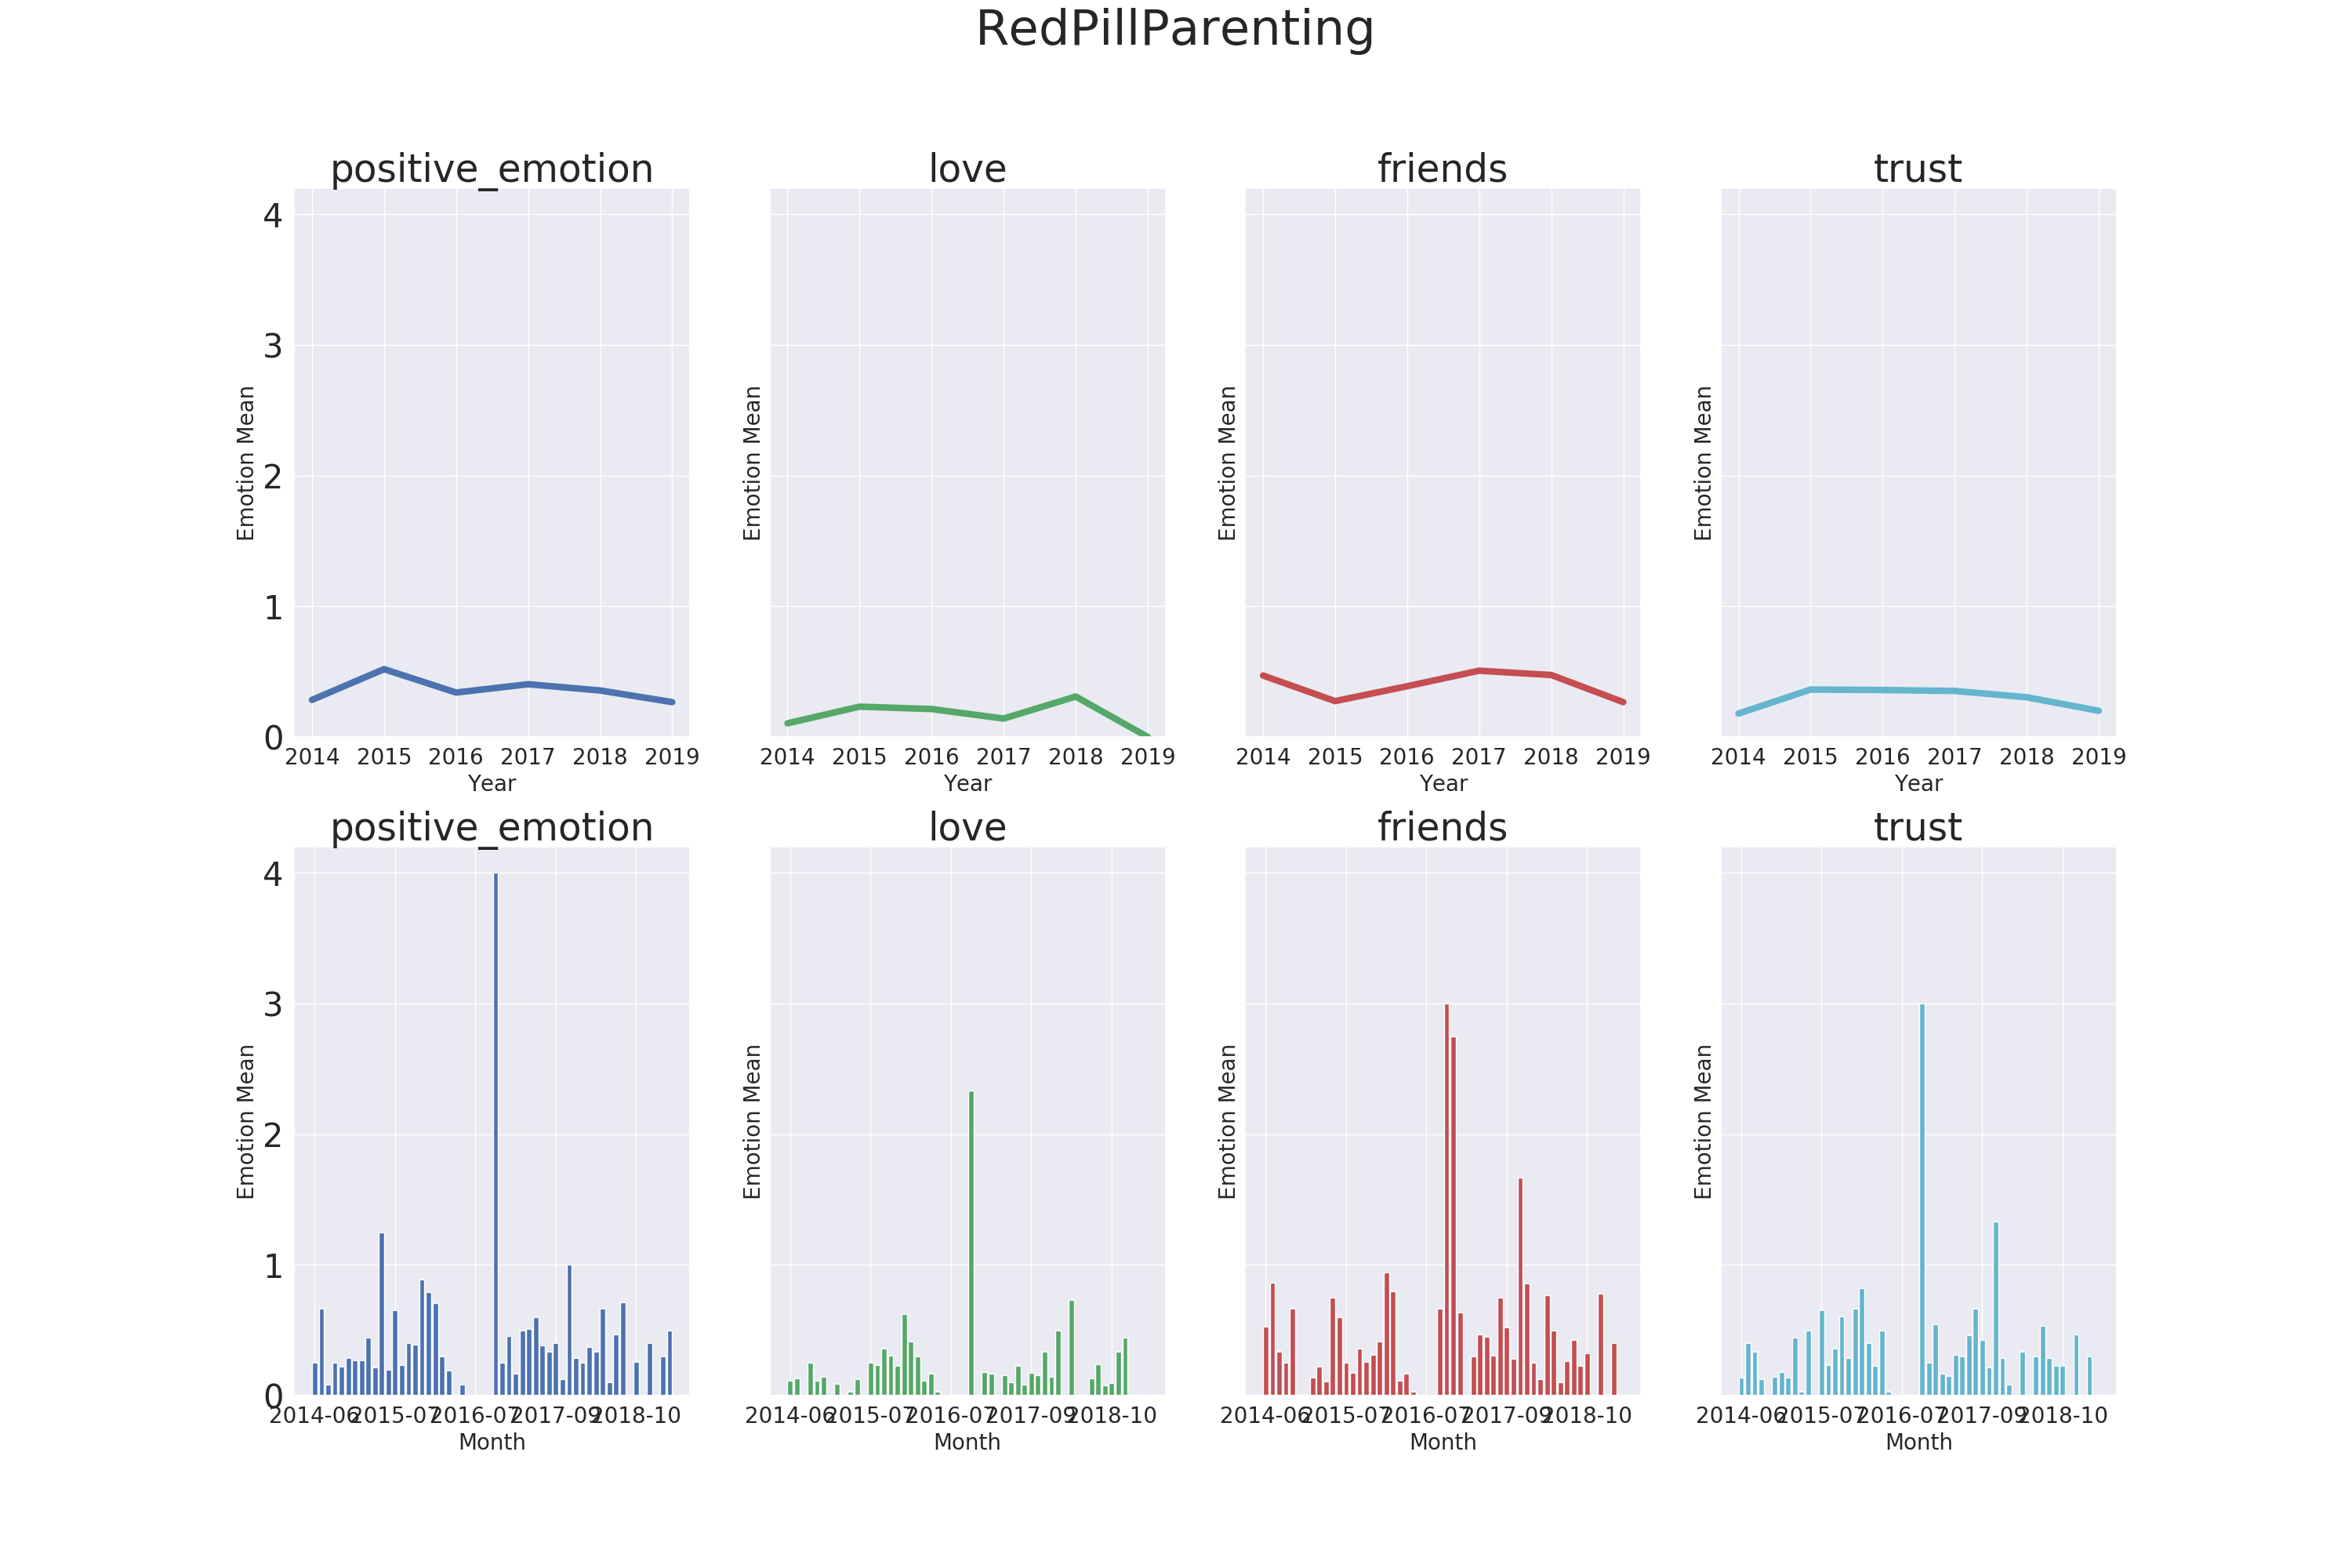 RedPillParenting
positive_emotion love friends trust
4
3
2
1
0
Emotion Mean Emotion Mean Emotion Mean Emotion Mean
2014 2015 2016 2017 2018 2019 2014 2015 2016 2017 2018 2019 2014 2015 2016 2017 2018 2019 2014 2015 2016 2017 2018 2019
Year Year Year Year
positive_emotion love friends trust
4
3
2
1
0
Emotion Mean Emotion Mean Emotion Mean Emotion Mean
2014-06 2015-07 2016-07 2017-09 2018-10 2014-06 2015-07 2016-07 2017-09 2018-10 2014-06 2015-07 2016-07 2017-09 2018-10 2014-06 2015-07 2016-07 2017-09 2018-10
Month Month Month Month